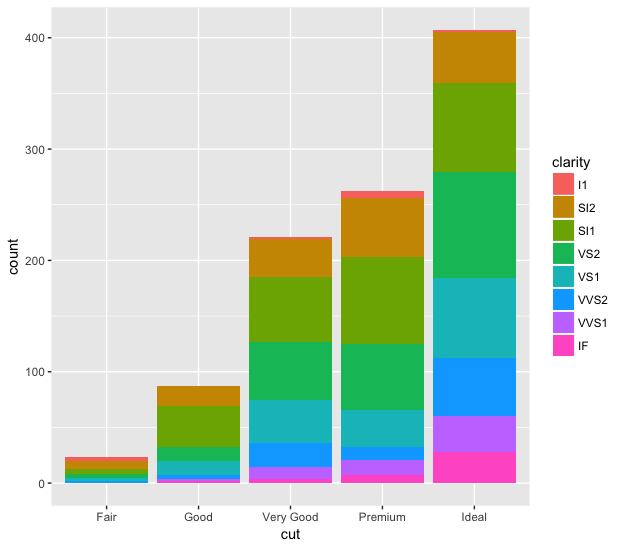 400
300
200
100
0
count
Fair Good Very Good Premium Ideal
cut
clarity
I1
SI2
SI1
VS2
VS1
VVS2
VVS1
IF